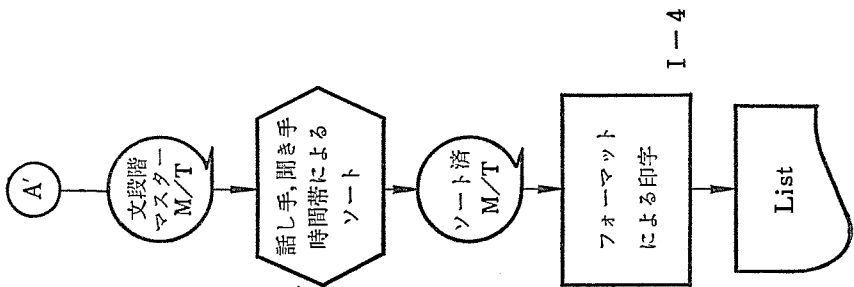 A'
文段階
マスター
M/T
話し手,聞き手
時間帯による
ソート
ソート済
M/T
フォーマット
による印字
I－4
List